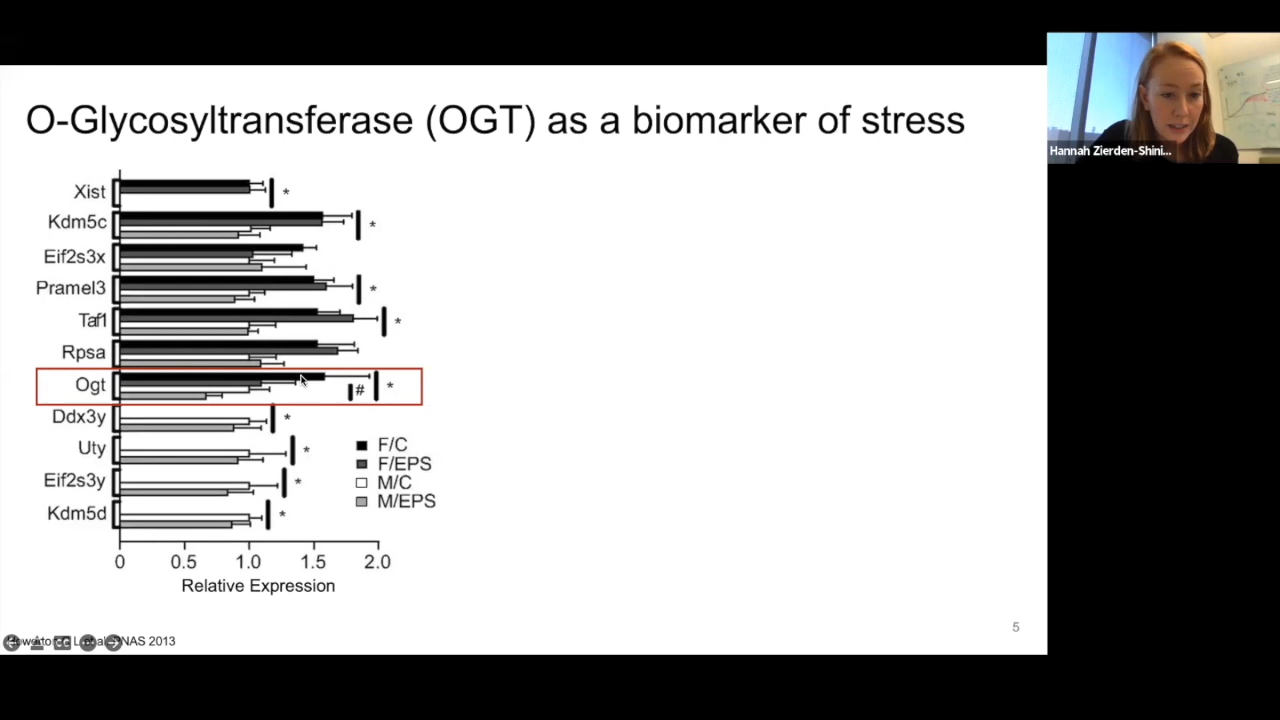 O-Glycosyltransferase (OGT) as a biomarker of stress
Hannah Zierden-Shini...
Xist *
Kdm5c *
Eif2s3x
Pramel3 *
Taf1 *
Rpsa
Ogt # *
Ddx3y *
Uty *
Eif2s3y *
Kdm5d *
F/C
F/EPS
M/C
M/EPS
0 0.5 1.0 1.5 2.0
Relative Expression
5
PNAS 2013